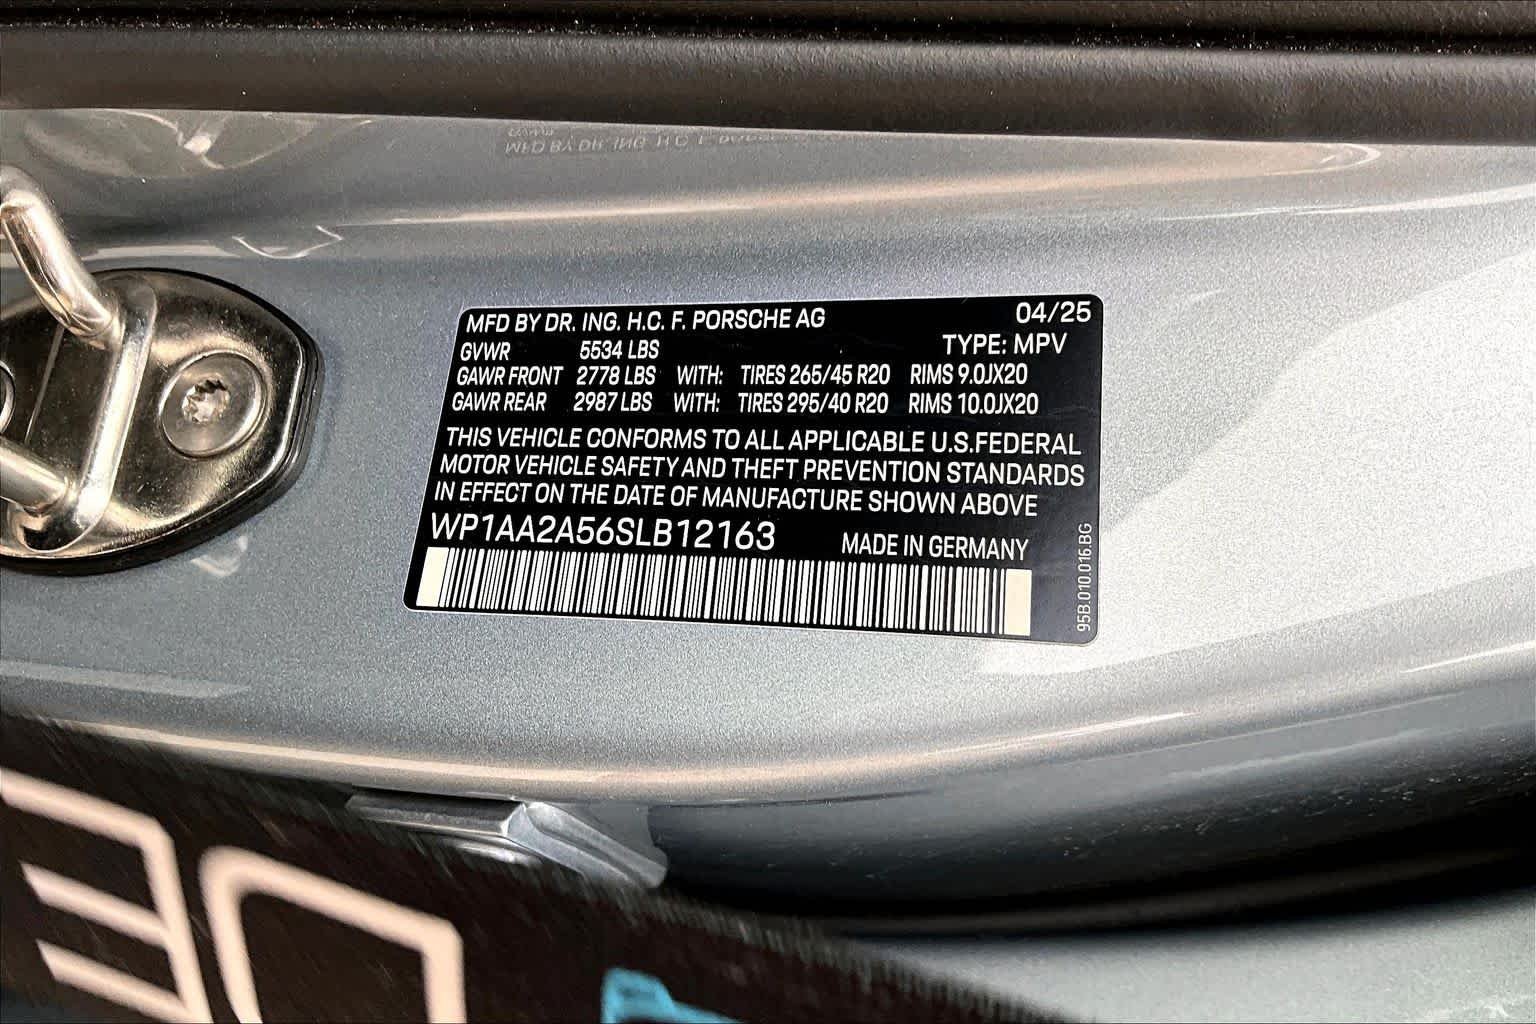 MFD BY DR. ING. H.C. F. PORSCHE AG 04/25
GVWR 5534 LBS TYPE: MPV
GAWR FRONT 2778 LBS WITH: TIRES 265/45 R20 RIMS 9.0JX20
GAWR REAR 2987 LBS WITH: TIRES 295/40 R20 RIMS 10.0JX20
THIS VEHICLE CONFORMS TO ALL APPLICABLE U.S.FEDERAL
MOTOR VEHICLE SAFETY AND THEFT PREVENTION STANDARDS
IN EFFECT ON THE DATE OF MANUFACTURE SHOWN ABOVE
WP1AA2A56SLB12163 MADE IN GERMANY
95B.010.016.BG